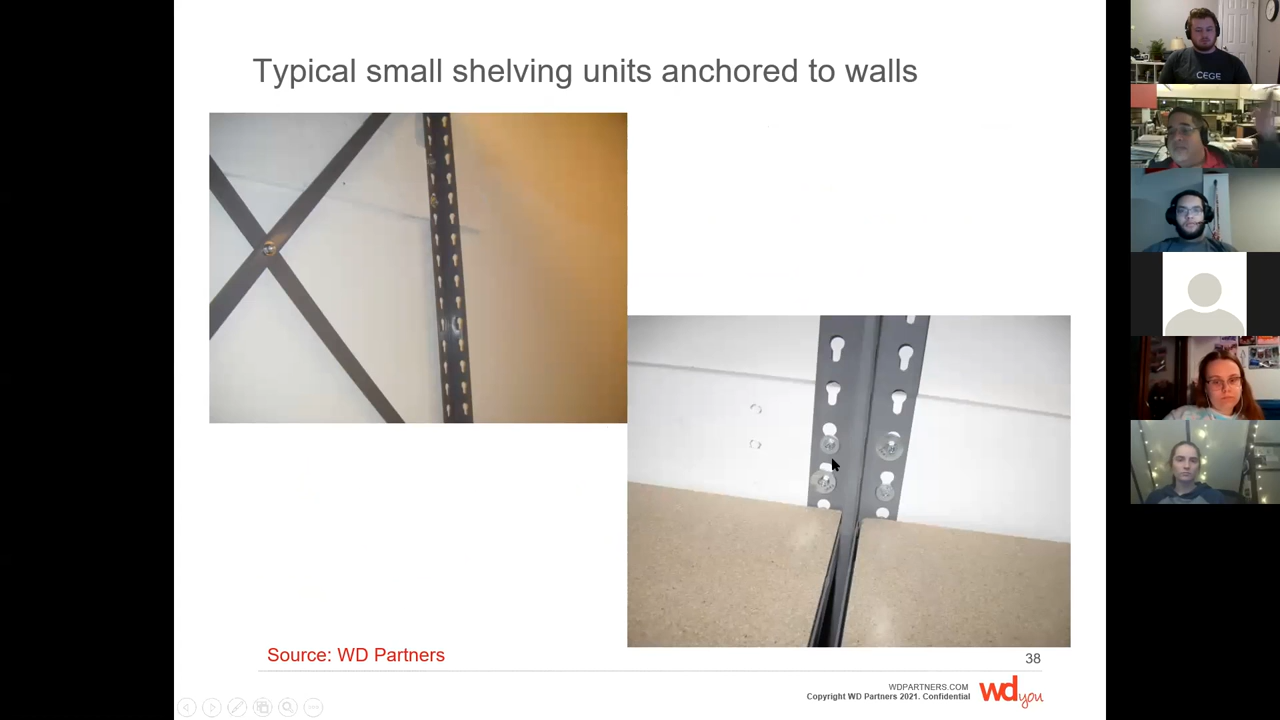 Typical small shelving units anchored to walls
CEGE
Source: WD Partners
38
WDPARTNERS.COM
Copyright WD Partners 2021. Confidential
wd you